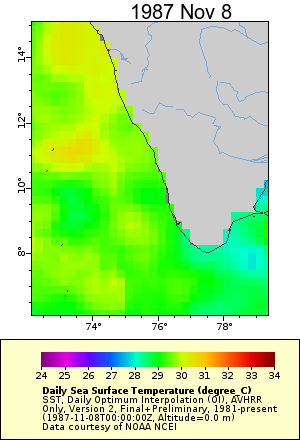 1987 Nov 8
14°
12°
10°
8°
74° 76° 78°
24 25 26 27 28 29 30 31 32 33 34
Daily Sea Surface Temperature (degree_C)
SST, Daily Optimum Interpolation (OI), AVHRR
Only, Version 2, Final+Preliminary, 1981-present
(1987-11-08T00:00:00Z, Altitude=0.0 m)
Data courtesy of NOAA NCEI